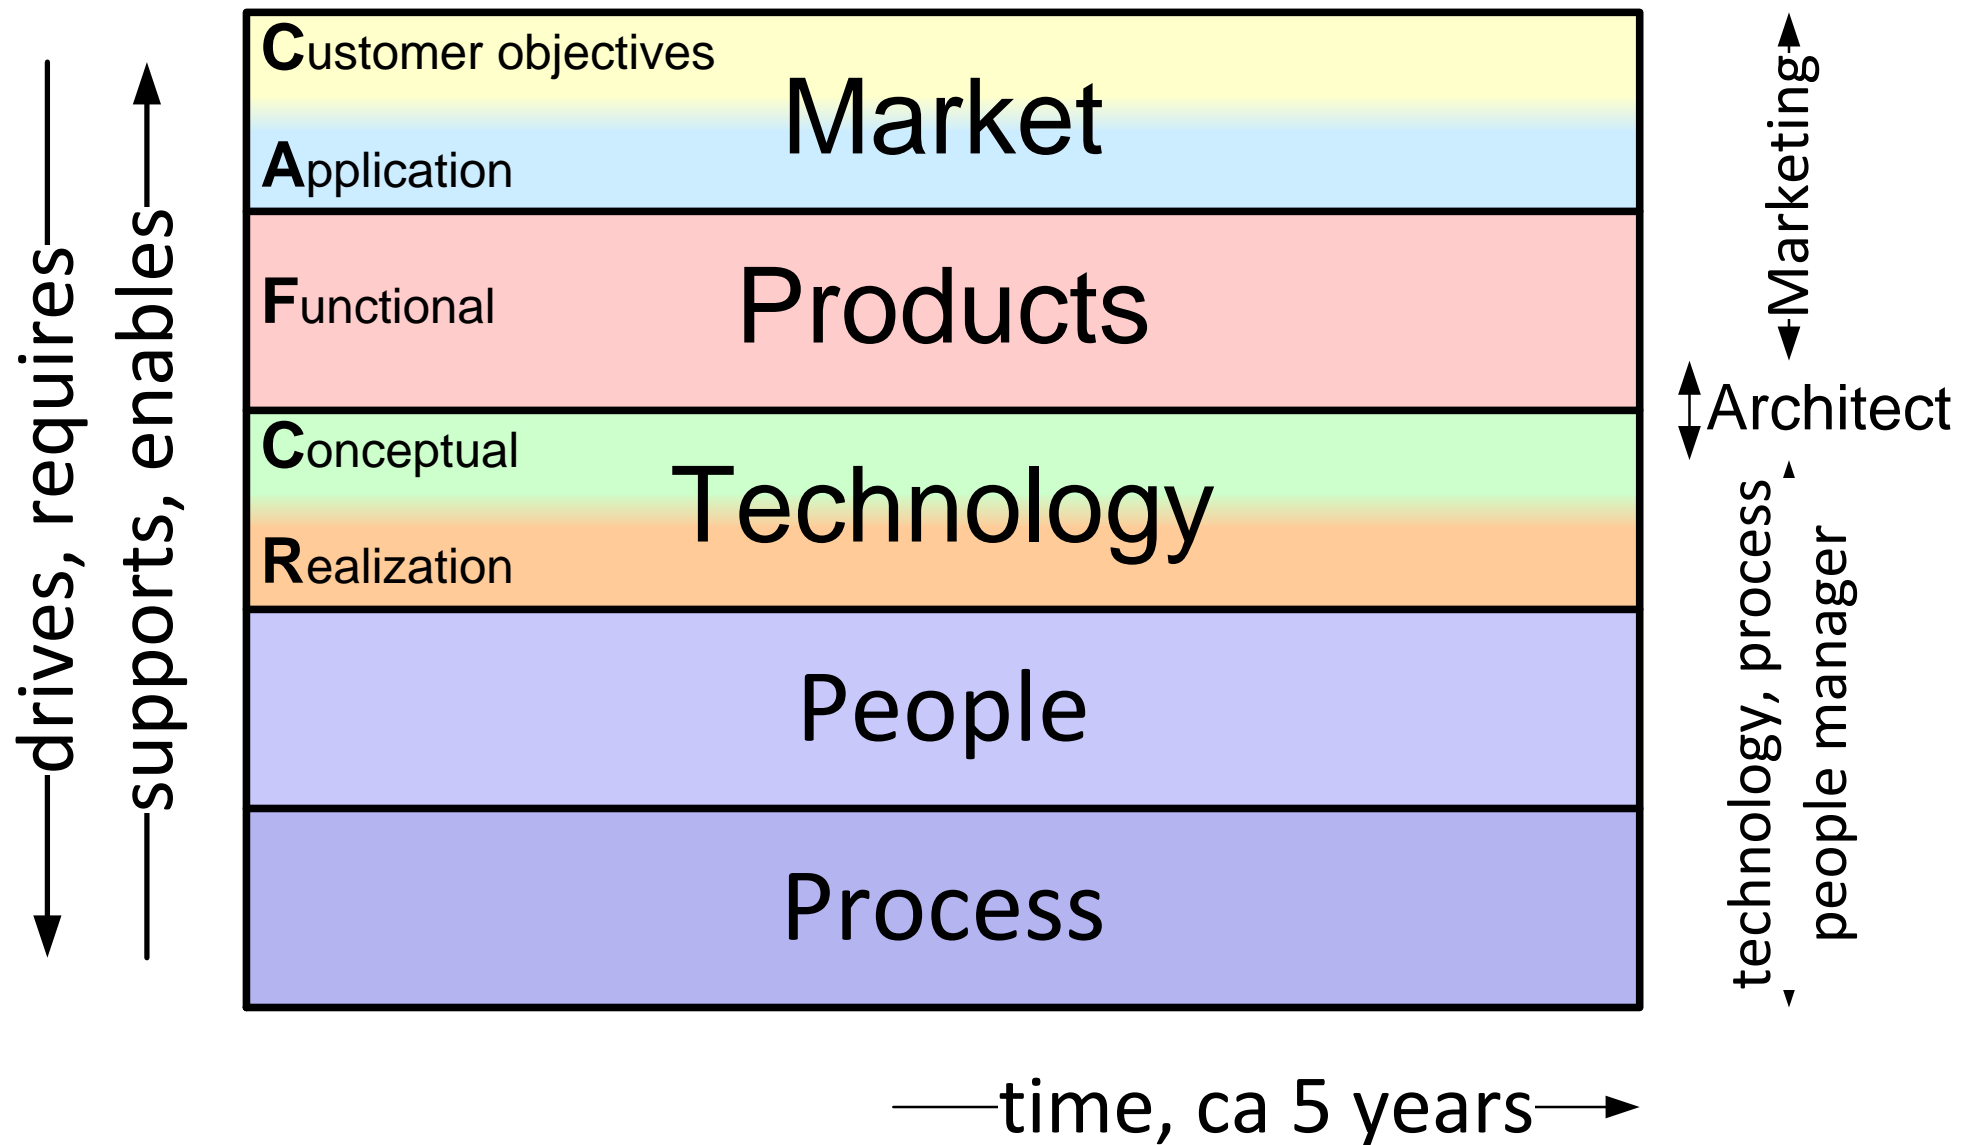 drives, requires
supports, enables
Customer objectives
Market
Application
Functional
Products
Conceptual
Technology
Realization
People
Process
Marketing
Architect
technology, process
people manager
time, ca 5 years